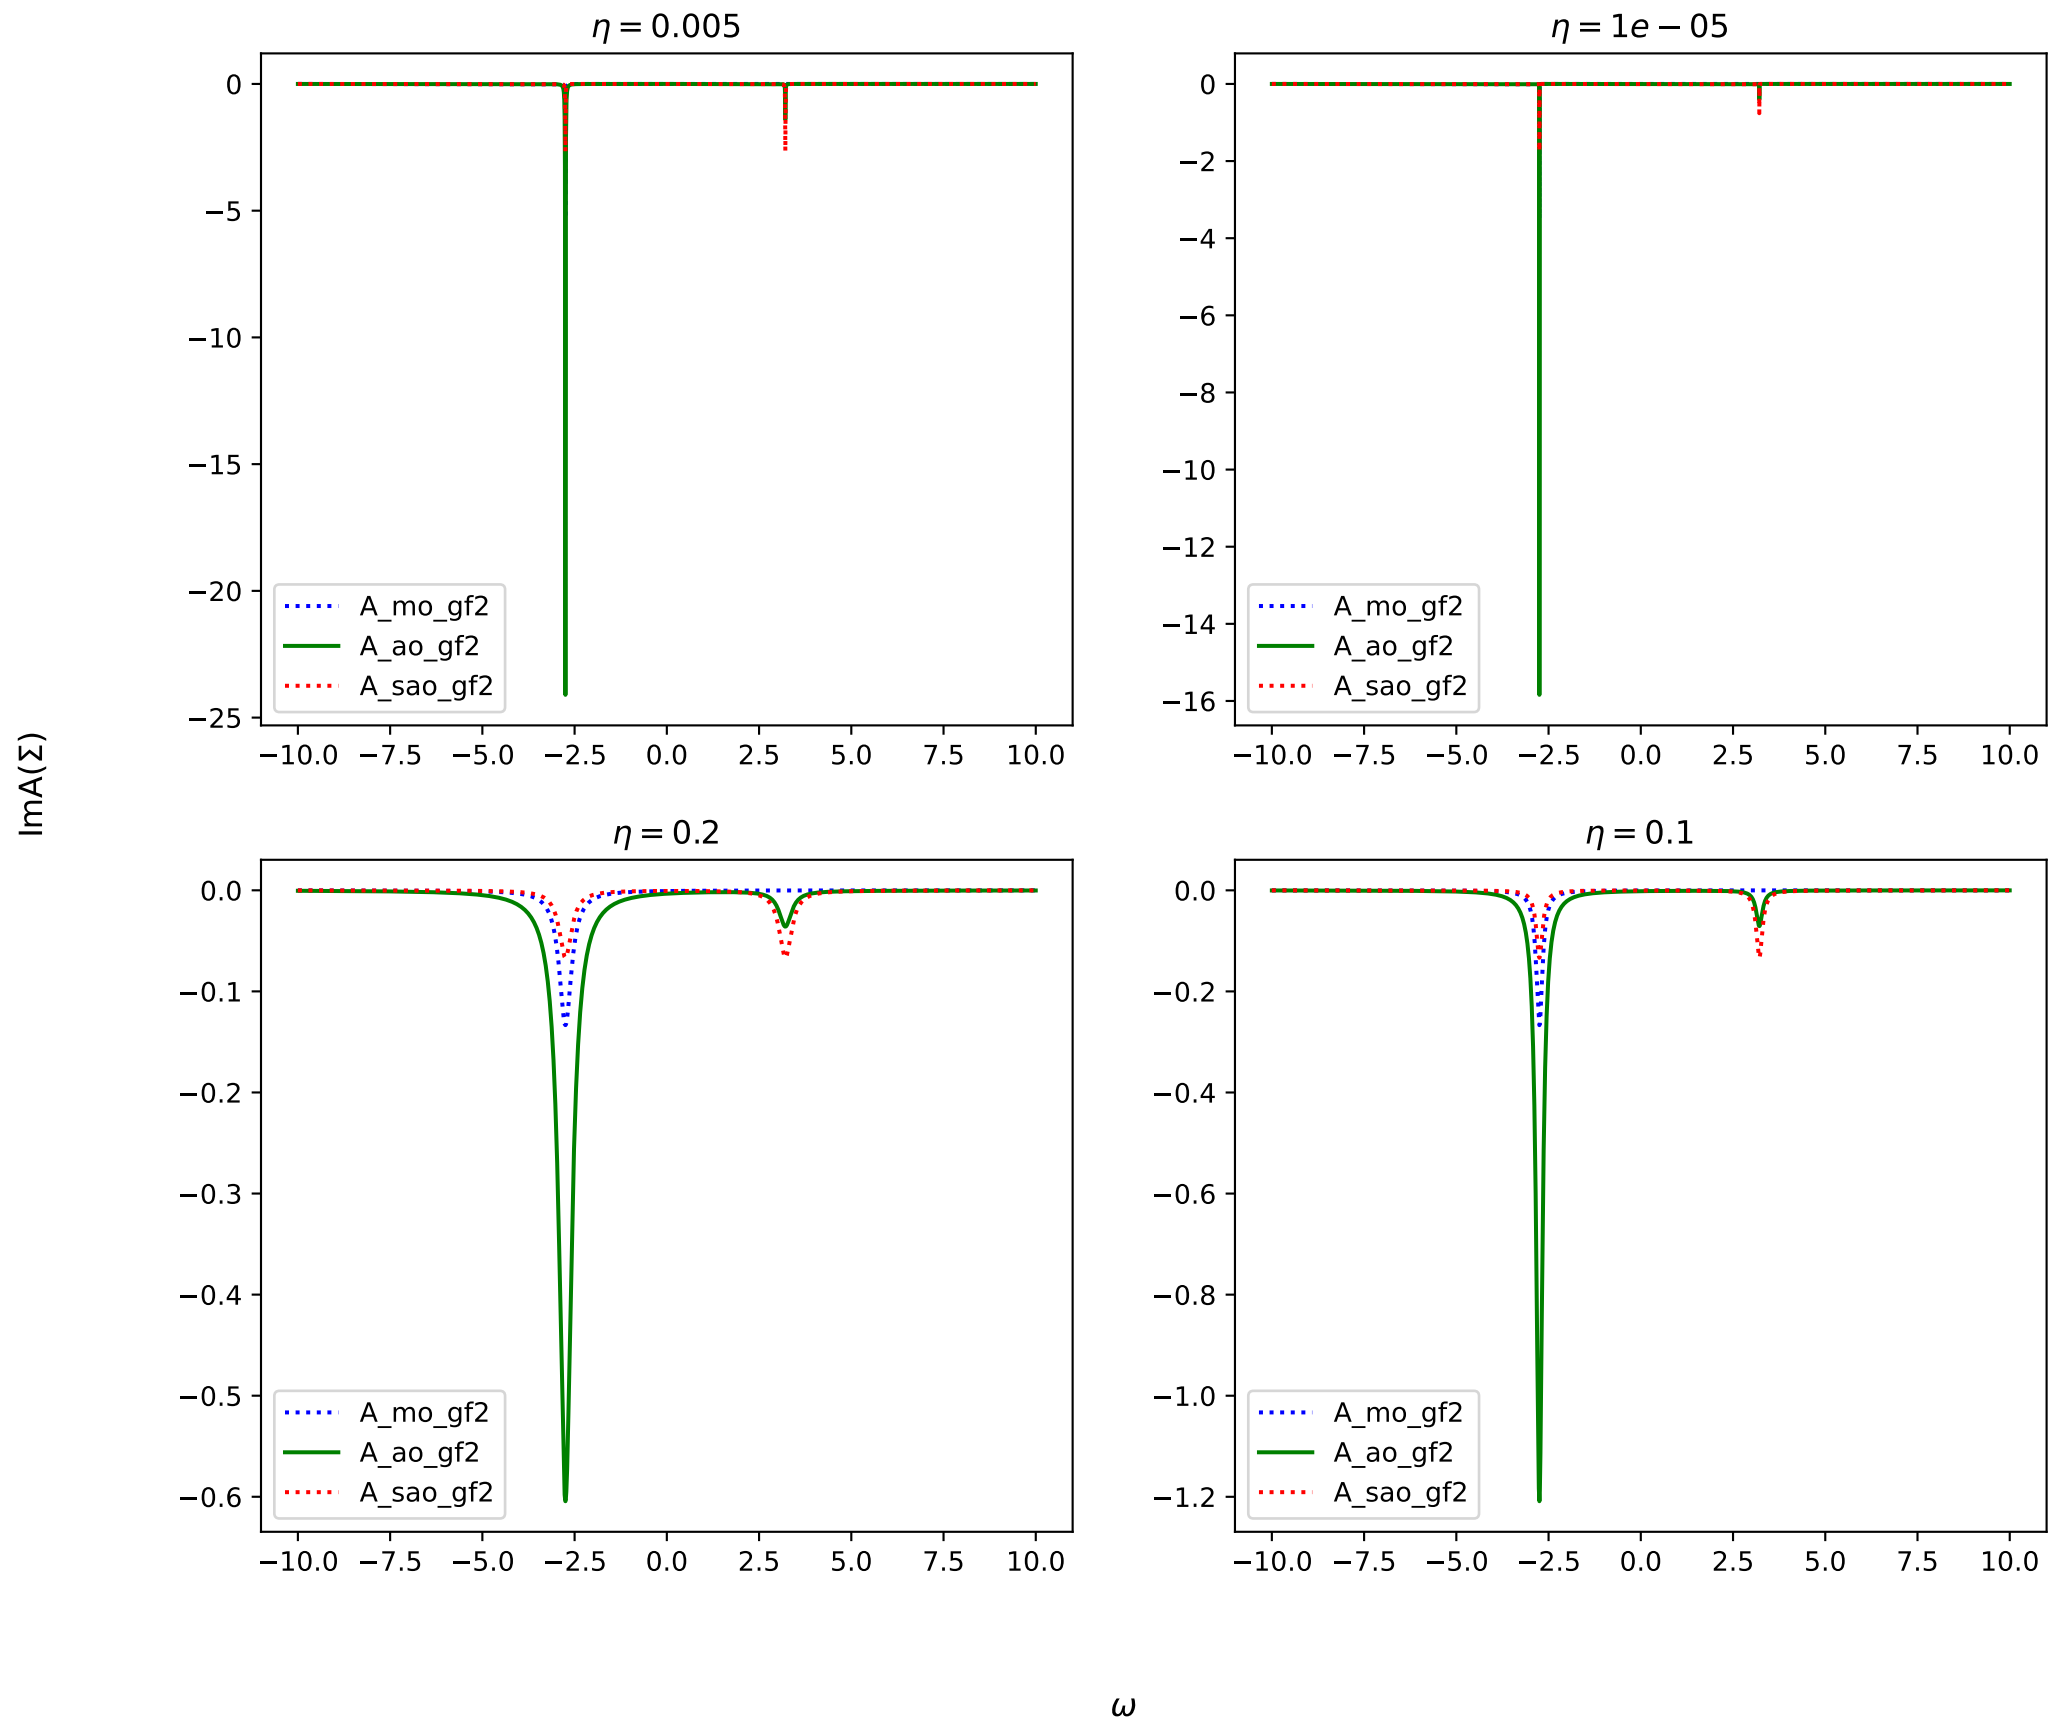 η = 0.005
0
−5
−10
−15
−20
−25
A_mo_gf2
A_ao_gf2
A_sao_gf2
−10.0 −7.5 −5.0 −2.5 0.0 2.5 5.0 7.5 10.0
η = 1e − 05
0
−2
−4
−6
−8
−10
−12
−14
−16
A_mo_gf2
A_ao_gf2
A_sao_gf2
−10.0 −7.5 −5.0 −2.5 0.0 2.5 5.0 7.5 10.0
ImA(Σ)
η = 0.2
0.0
−0.1
−0.2
−0.3
−0.4
−0.5
−0.6
A_mo_gf2
A_ao_gf2
A_sao_gf2
−10.0 −7.5 −5.0 −2.5 0.0 2.5 5.0 7.5 10.0
η = 0.1
0.0
−0.2
−0.4
−0.6
−0.8
−1.0
−1.2
A_mo_gf2
A_ao_gf2
A_sao_gf2
−10.0 −7.5 −5.0 −2.5 0.0 2.5 5.0 7.5 10.0
ω